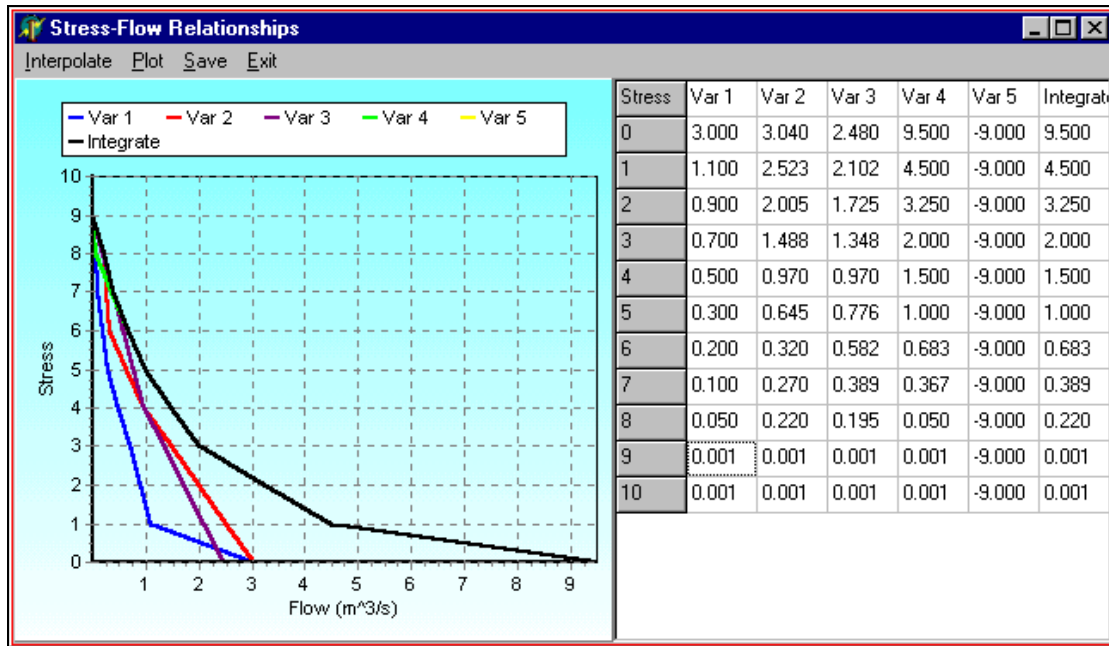 Stress-Flow Relationships
Interpolate Plot Save Exit
Var 1 Var 2 Var 3 Var 4 Var 5
Integrate
10
9
8
7
6
5
4
3
2
1
0
Stress
1 2 3 4 5 6 7 8 9
Flow (m^3/s)
Stress Var 1 Var 2 Var 3 Var 4 Var 5 Integrate
0 3.000 3.040 2.480 9.500 -9.000 9.500
1 1.100 2.523 2.102 4.500 -9.000 4.500
2 0.900 2.005 1.725 3.250 -9.000 3.250
3 0.700 1.488 1.348 2.000 -9.000 2.000
4 0.500 0.970 0.970 1.500 -9.000 1.500
5 0.300 0.645 0.776 1.000 -9.000 1.000
6 0.200 0.320 0.582 0.683 -9.000 0.683
7 0.100 0.270 0.389 0.367 -9.000 0.389
8 0.050 0.220 0.195 0.050 -9.000 0.220
9 0.001 0.001 0.001 0.001 -9.000 0.001
10 0.001 0.001 0.001 0.001 -9.000 0.001